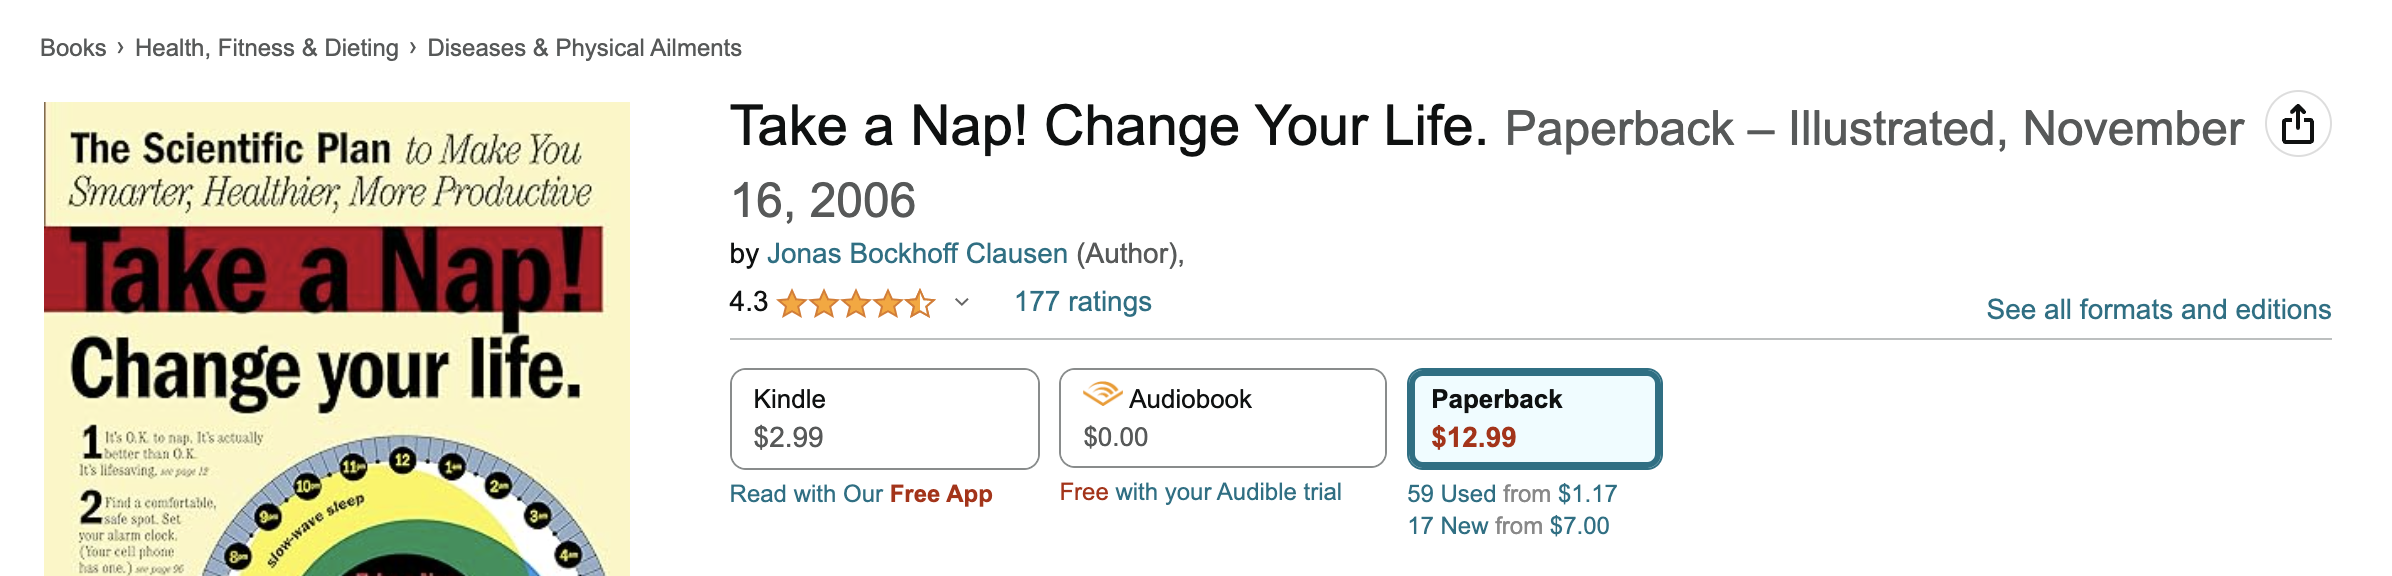 Books › Health, Fitness & Dieting › Diseases & Physical Ailments
The Scientific Plan to Make You
Smarter, Healthier, More Productive
Take a Nap!
Change your life.
1 It's O.K. to nap. It's actually
better than O.K.
It's lifesaving. see page 12
2 Find a comfortable,
safe spot. Set
your alarm clock.
(Your cell phone
has one.) see page 96
8pm 9pm 10pm 11pm 12 1am 2am 3am 4am
slow-wave sleep
Take a Nap! Change Your Life. Paperback – Illustrated, November
16, 2006
by Jonas Bockhoff Clausen (Author),
4.3 177 ratings
See all formats and editions
Kindle
$2.99
Read with Our Free App
Audiobook
$0.00
Free with your Audible trial
Paperback
$12.99
59 Used from $1.17
17 New from $7.00